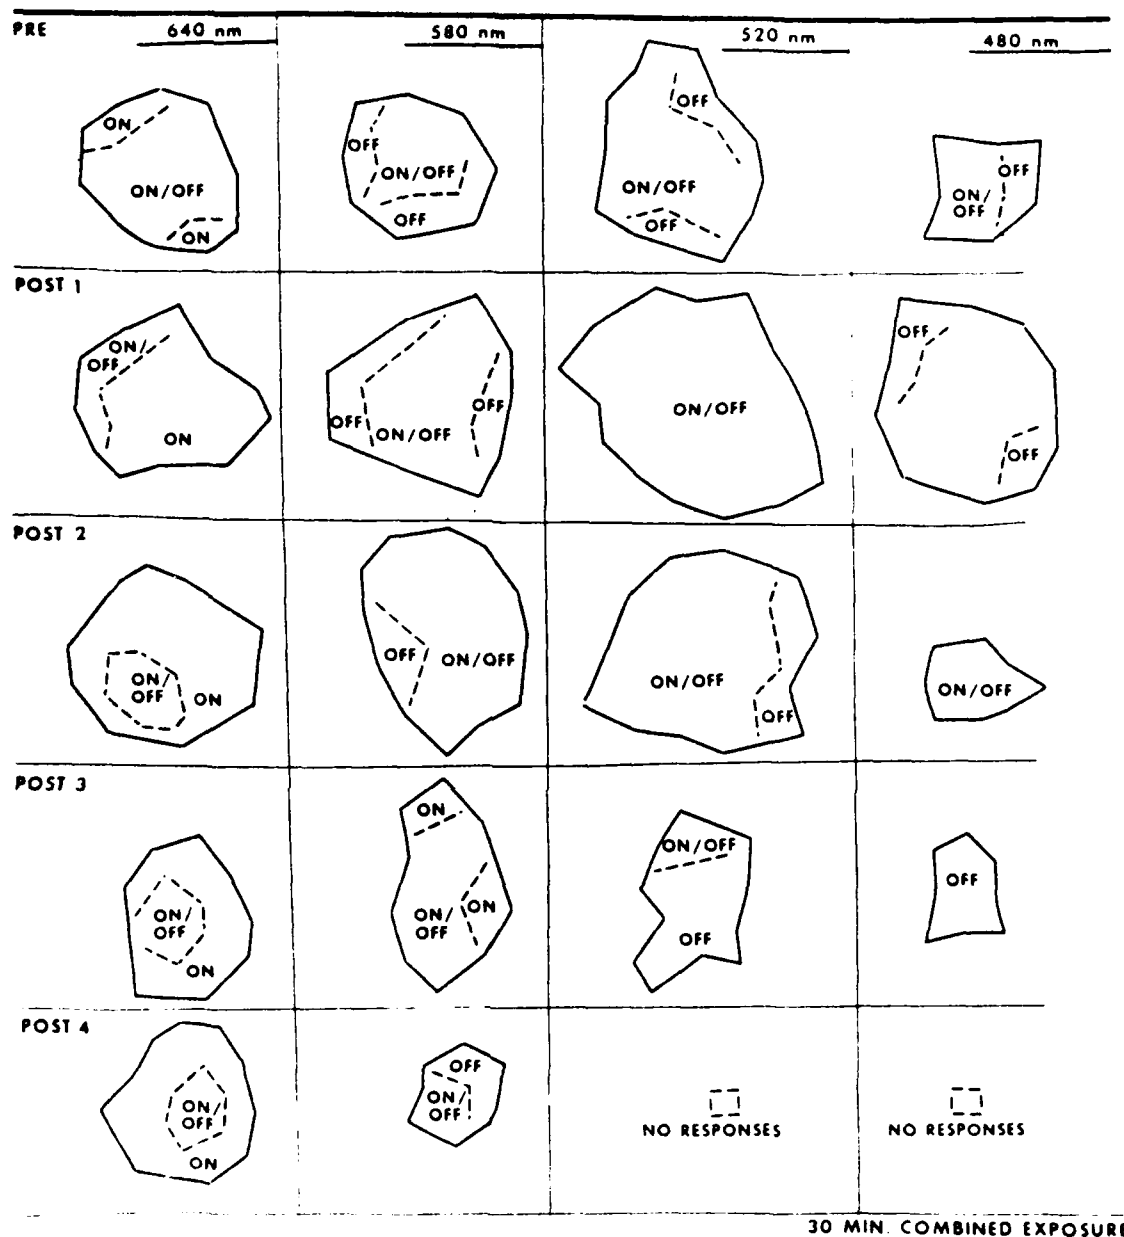 PRE 640 nm 580 nm 520 nm 480 nm
ON
ON/OFF
ON
OFF
ON/OFF
OFF
OFF
ON/OFF
OFF
OFF
ON/
OFF
POST 1
ON/
OFF
ON
OFF
ON/OFF
OFF
ON/OFF
OFF
OFF
POST 2
ON/
OFF
ON
OFF
ON/OFF
ON/OFF
OFF
ON/OFF
POST 3
ON/
OFF
ON
ON
ON/
OFF
ON
ON/OFF
OFF
OFF
POST 4
ON/
OFF
ON
OFF
ON/
OFF
NO RESPONSES
NO RESPONSES
30 MIN. COMBINED EXPOSURE